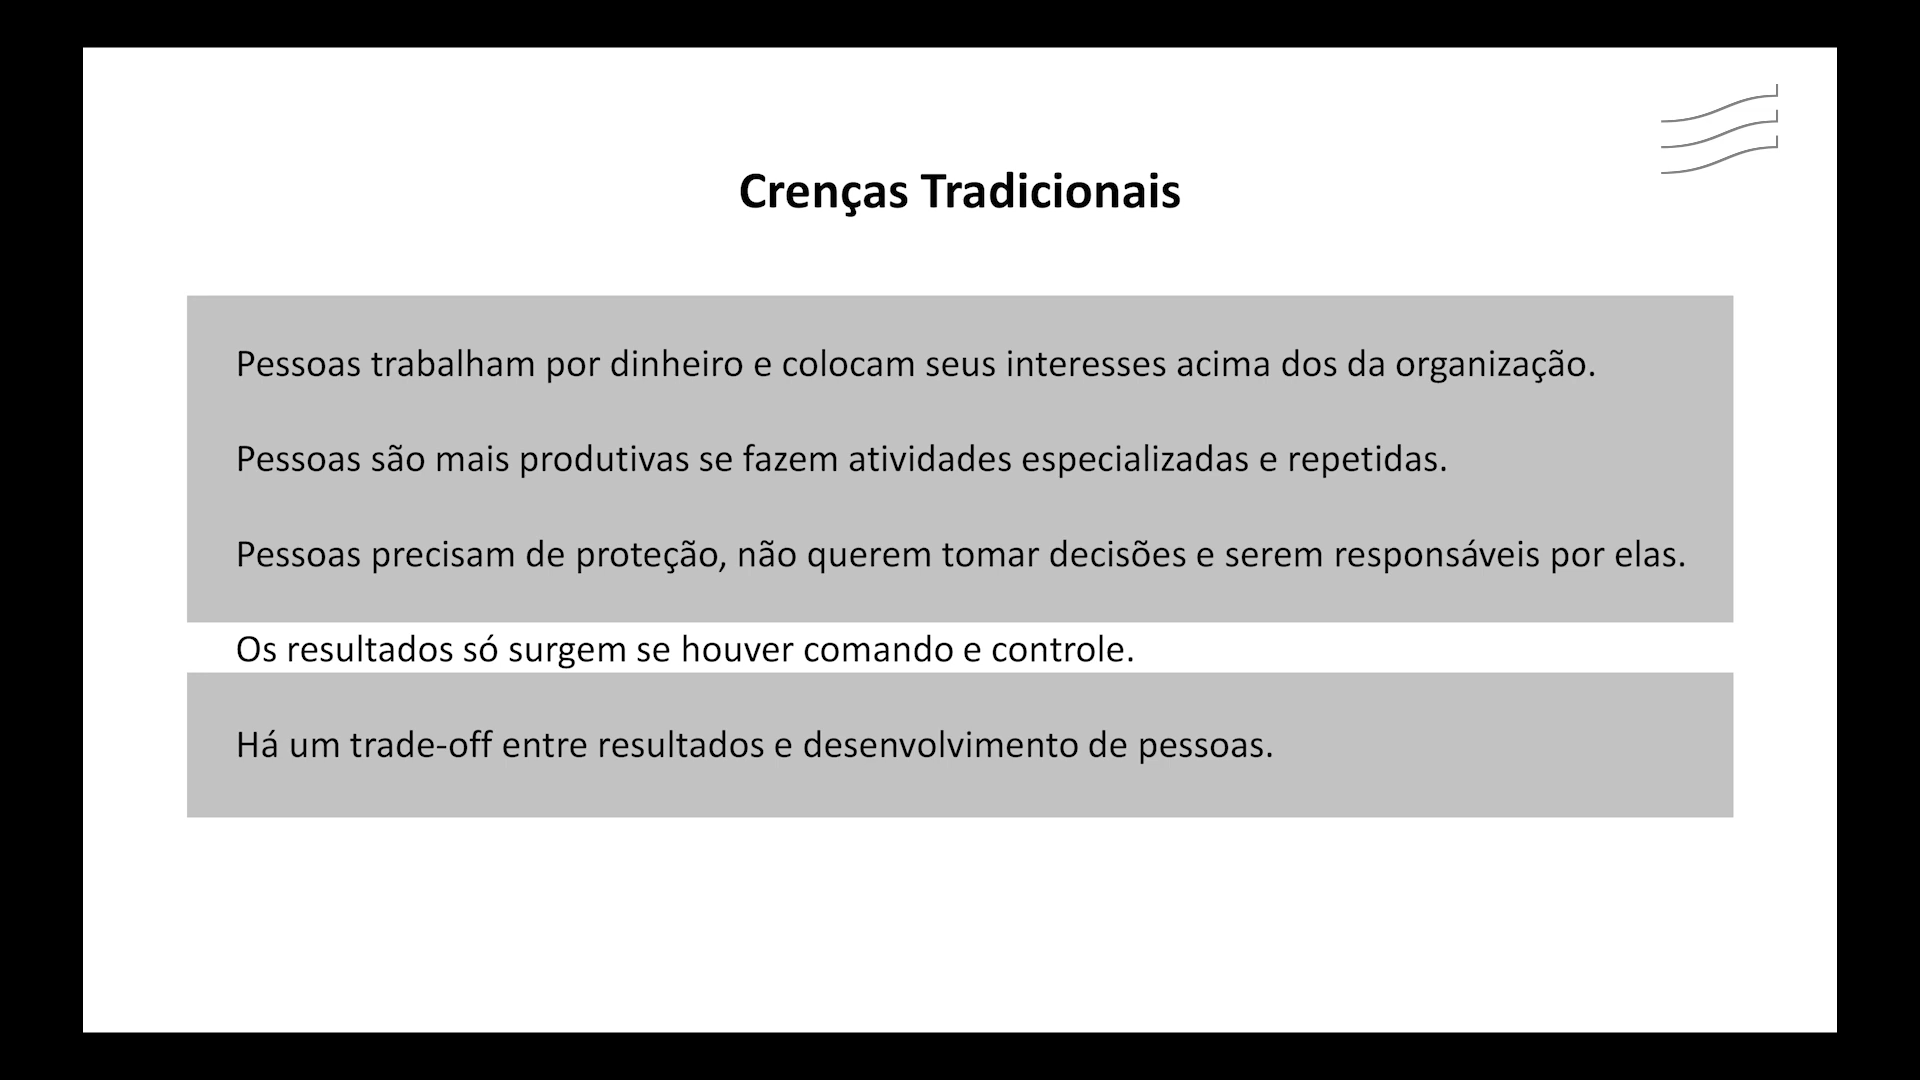 Crenças Tradicionais
Pessoas trabalham por dinheiro e colocam seus interesses acima dos da organização.
Pessoas são mais produtivas se fazem atividades especializadas e repetidas.
Pessoas precisam de proteção, não querem tomar decisões e serem responsáveis por elas.
Os resultados só surgem se houver comando e controle.
Há um trade-off entre resultados e desenvolvimento de pessoas.